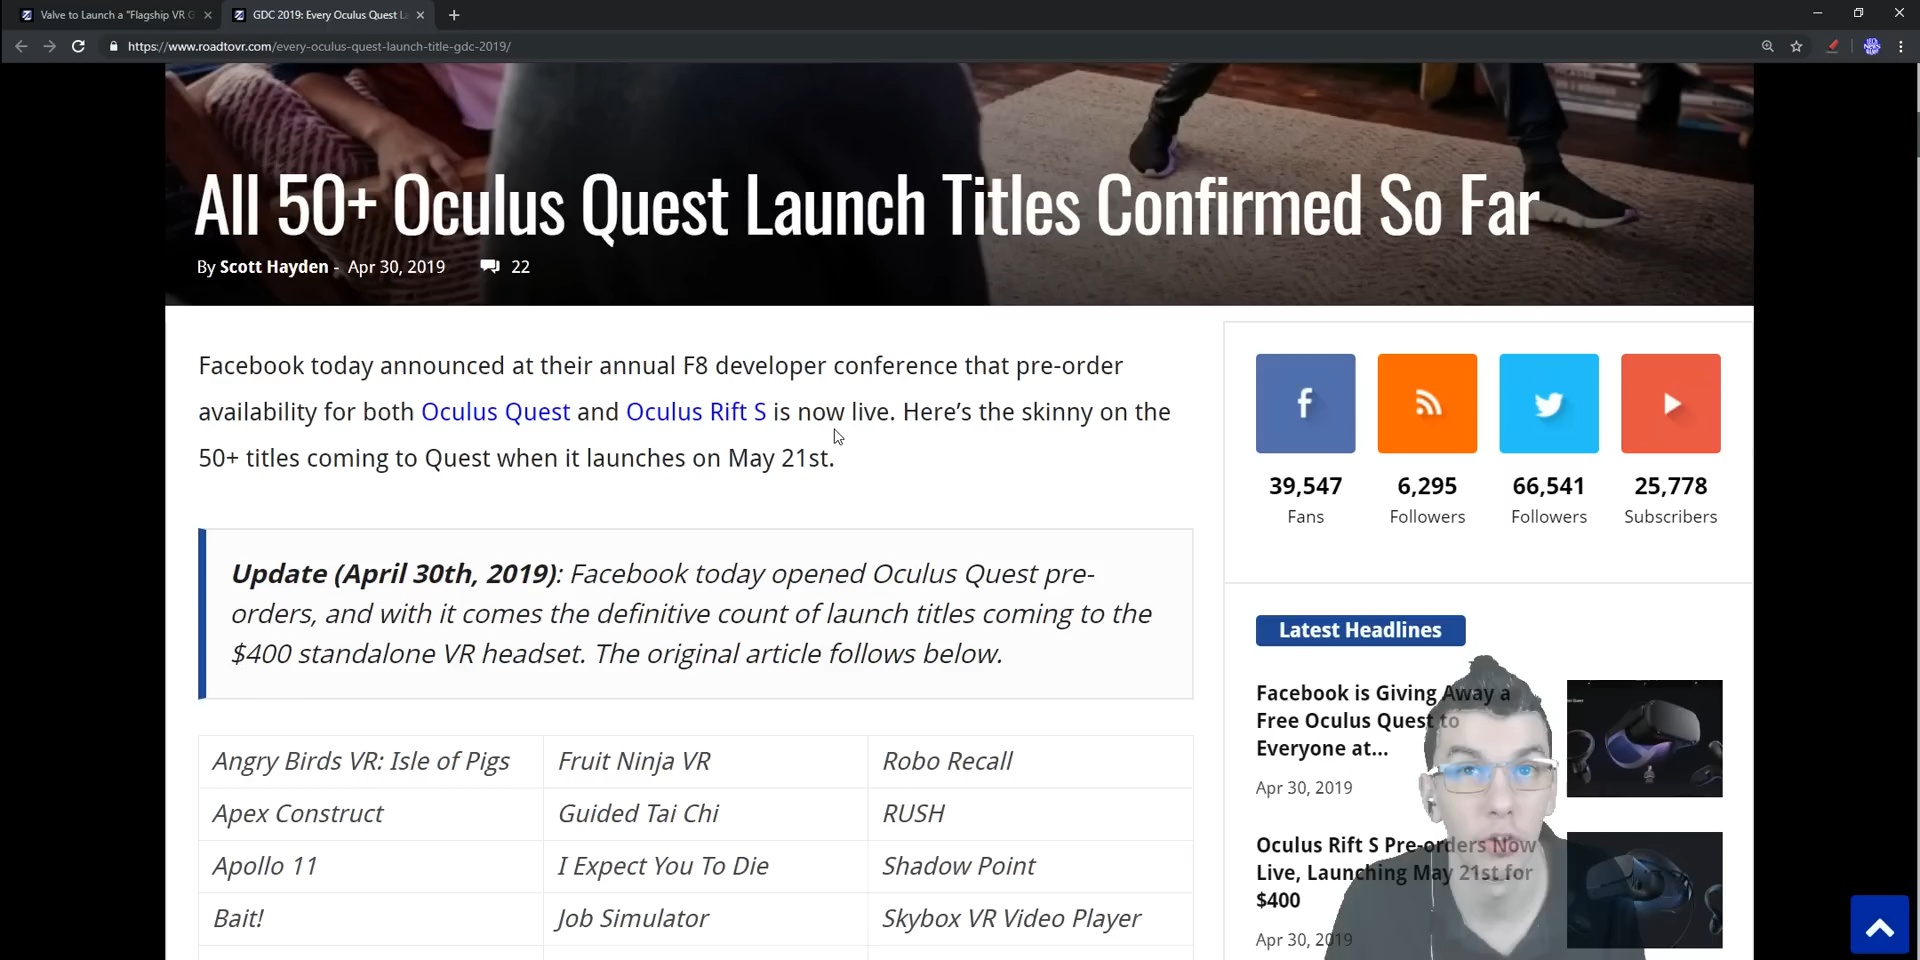 Valve to Launch a "Flagship VR G
GDC 2019: Every Oculus Quest L
https://www.roadtovr.com/every-oculus-quest-launch-title-gdc-2019/
All 50+ Oculus Quest Launch Titles Confirmed So Far
By Scott Hayden - Apr 30, 2019 22
Facebook today announced at their annual F8 developer conference that pre-order
availability for both Oculus Quest and Oculus Rift S is now live. Here’s the skinny on the
50+ titles coming to Quest when it launches on May 21st.
Update (April 30th, 2019): Facebook today opened Oculus Quest pre-
orders, and with it comes the definitive count of launch titles coming to the
$400 standalone VR headset. The original article follows below.
Angry Birds VR: Isle of Pigs Fruit Ninja VR Robo Recall
Apex Construct Guided Tai Chi RUSH
Apollo 11 I Expect You To Die Shadow Point
Bait! Job Simulator Skybox VR Video Player
39,547 6,295 66,541 25,778
Fans Followers Followers Subscribers
Latest Headlines
Facebook is Giving Away a
Free Oculus Quest to
Everyone at...
Apr 30, 2019
Oculus Rift S Pre-orders Now
Live, Launching May 21st for
$400
Apr 30, 2019